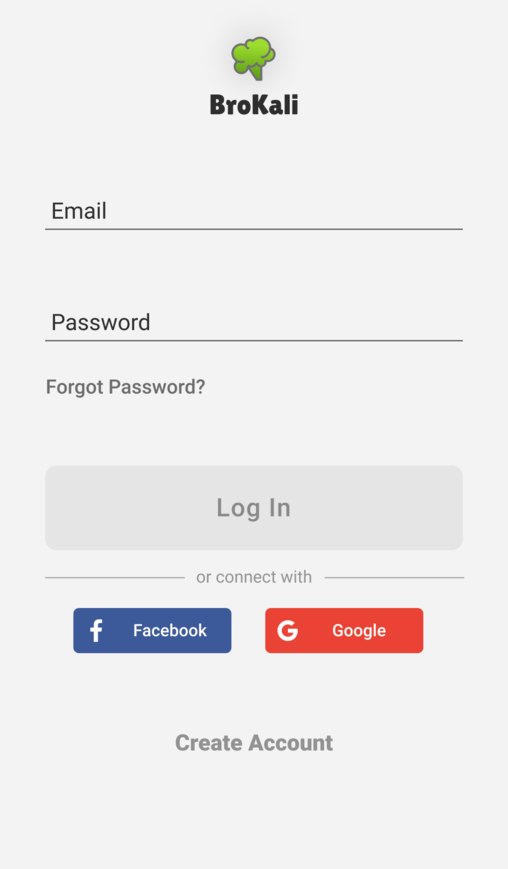 BroKali
Email
Password
Forgot Password?
Log In
or connect with
Facebook
Google
Create Account